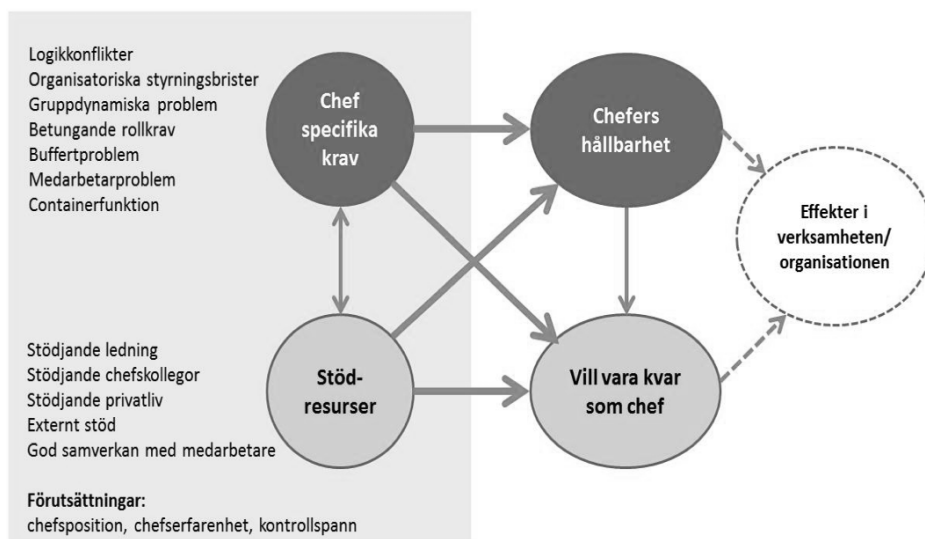 Logikkonflikter
Organisatoriska styrningsbrister
Gruppdynamiska problem
Betungande rollkrav
Buffertproblem
Medarbetarproblem
Containerfunktion
Chef
specifika
krav
Chefers
hållbarhet
Effekter i
verksamheten/
organisationen
Stödjande ledning
Stödjande chefskollegor
Stödjande privatliv
Externt stöd
God samverkan med medarbetare
Stöd-
resurser
Vill vara kvar
som chef
Förutsättningar:
chefsposition, chefserfarenhet, kontrollspann